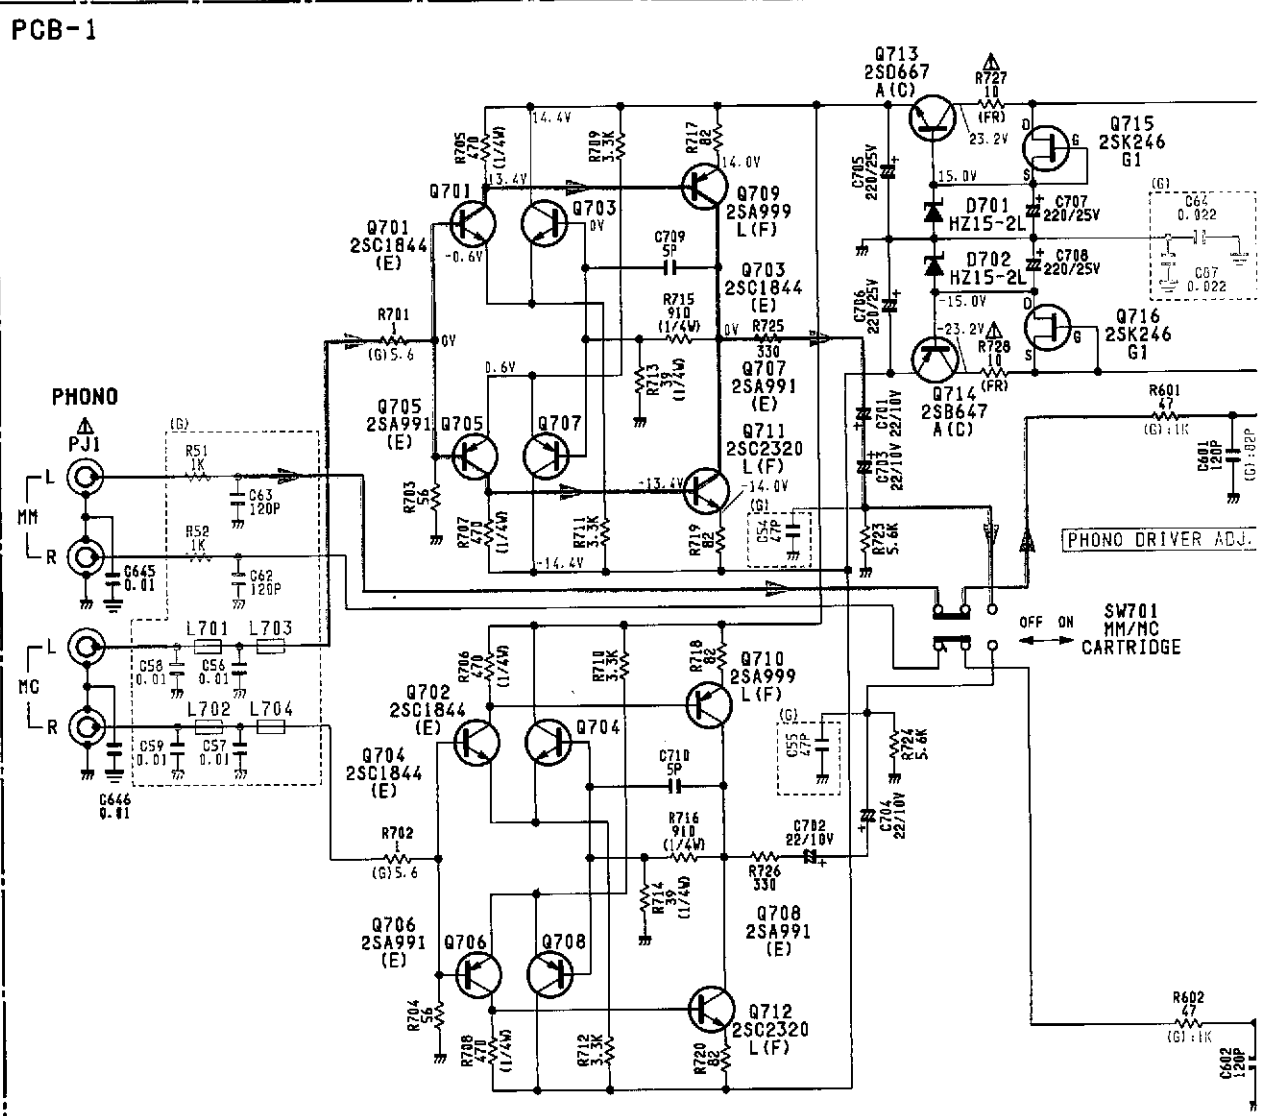 PCB-1
Q713
2SD667
A(C)
R727
10
(FR)
23.2V
D
G
S
Q715
2SK246
G1
14.4V
R705
470
(1/4W)
R709
3.3K
R717
82
14.0V
13.4V
Q701
Q703
0V
Q709
2SA999
L(F)
C705
220/25V
+
15.0V
D701
HZ15-2L
+
C707
220/25V
(G)
C64
0.022
C67
0.022
Q701
2SC1844
(E)
-0.6V
C709
5P
Q703
2SC1844
(E)
D702
HZ15-2L
+
C708
220/25V
C706
220/25V
+
-15.0V
D
G
S
Q716
2SK246
G1
-23.2V
R728
10
(FR)
R701
1
(G)5.6
0V
R715
910
(1/4W)
0V
R725
330
R713
39
(1/4W)
0.6V
Q707
2SA991
(E)
Q714
2SB647
A(C)
PHONO
PJ1
(G)
R51
1K
Q705
2SA991
(E)
Q705
Q707
Q711
2SC2320
L(F)
C701
22/10V
+
C703
22/10V
+
R601
47
(G):1K
C601
120P
L
MM
R
C63
120P
R52
1K
C62
120P
C645
0.01
R703
56
-13.4V
-14.0V
R707
470
(1/4W)
R711
3.3K
-14.4V
R719
82
(G)
C54
47P
R723
5.6K
PHONO DRIVER ADJ.
L
MC
R
L701
L703
C58
0.01
C56
0.01
L702
L704
C59
0.01
C57
0.01
C646
0.01
OFF ON
SW701
MM/MC
CARTRIDGE
R706
470
(1/4W)
R710
3.3K
R718
82
Q710
2SA999
L(F)
Q702
2SC1844
(E)
Q704
Q704
2SC1844
(E)
C710
5P
(G)
C55
47P
R724
5.6K
R702
1
(G)5.6
R716
910
(1/4W)
R714
39
(1/4W)
R726
330
C702
22/10V
+
C704
22/10V
+
Q706
2SA991
(E)
Q706
Q708
Q708
2SA991
(E)
R704
56
R708
470
(1/4W)
R712
3.3K
R720
82
Q712
2SC2320
L(F)
R602
47
(G):1K
C602
120P